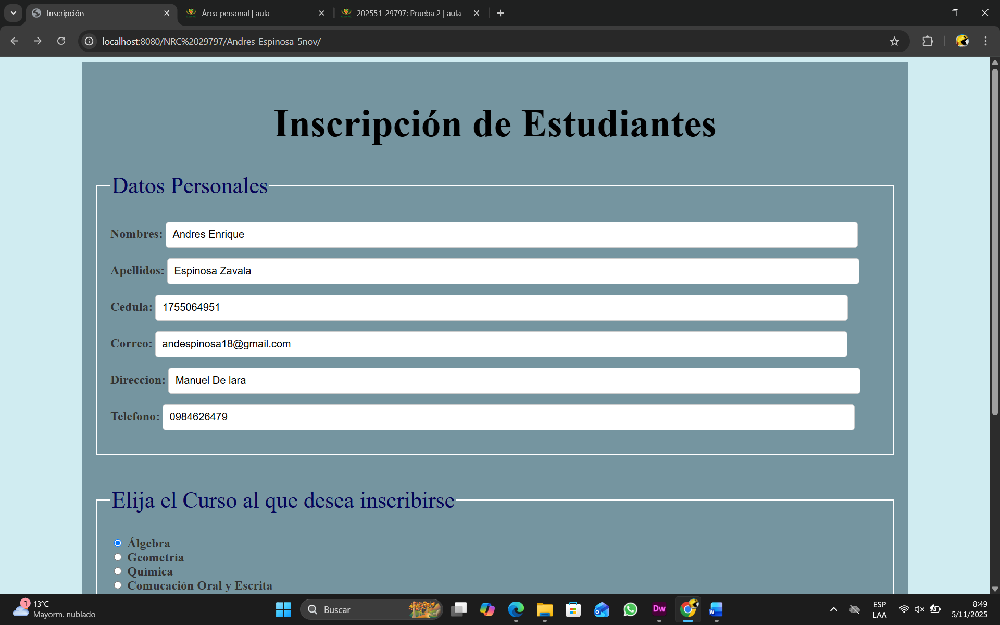 Inscripción
Área personal | aula
202551_29797: Prueba 2 | aula
localhost:8080/NRC%2029797/Andres_Espinosa_5nov/
Inscripción de Estudiantes
Datos Personales
Nombres: Andres Enrique
Apellidos: Espinosa Zavala
Cedula: 1755064951
Correo: andespinosa18@gmail.com
Direccion: Manuel De lara
Telefono: 0984626479
Elija el Curso al que desea inscribirse
Álgebra
Geometría
Química
Comucación Oral y Escrita
1
13°C
Mayorm. nublado
Buscar
Dw
ESP
LAA
8:49
5/11/2025